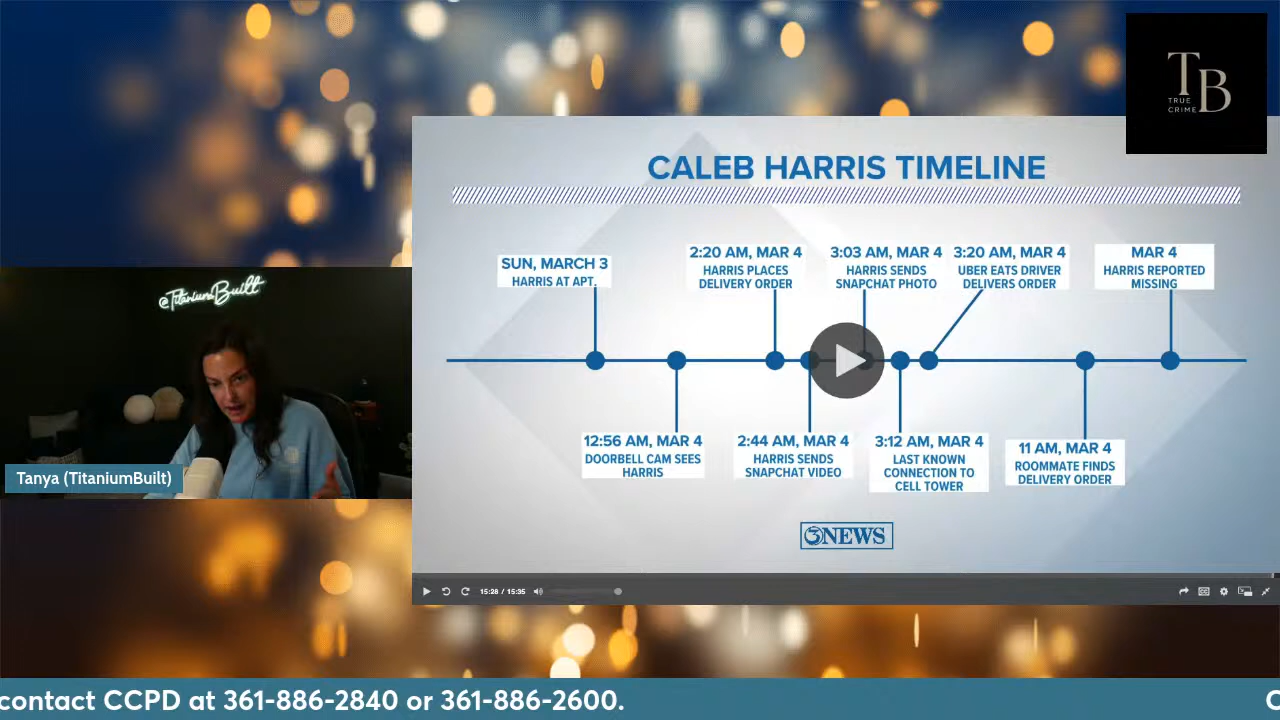 TB
TRUE
CRIME
CALEB HARRIS TIMELINE
SUN, MARCH 3
HARRIS AT APT.
2:20 AM, MAR 4
HARRIS PLACES
DELIVERY ORDER
3:03 AM, MAR 4
HARRIS SENDS
SNAPCHAT PHOTO
3:20 AM, MAR 4
UBER EATS DRIVER
DELIVERS ORDER
MAR 4
HARRIS REPORTED
MISSING
12:56 AM, MAR 4
DOORBELL CAM SEES
HARRIS
2:44 AM, MAR 4
HARRIS SENDS
SNAPCHAT VIDEO
3:12 AM, MAR 4
LAST KNOWN
CONNECTION TO
CELL TOWER
11 AM, MAR 4
ROOMMATE FINDS
DELIVERY ORDER
3NEWS
15:28 / 15:35
@TitaniumBuilt
Tanya (TitaniumBuilt)
contact CCPD at 361-886-2840 or 361-886-2600.
C